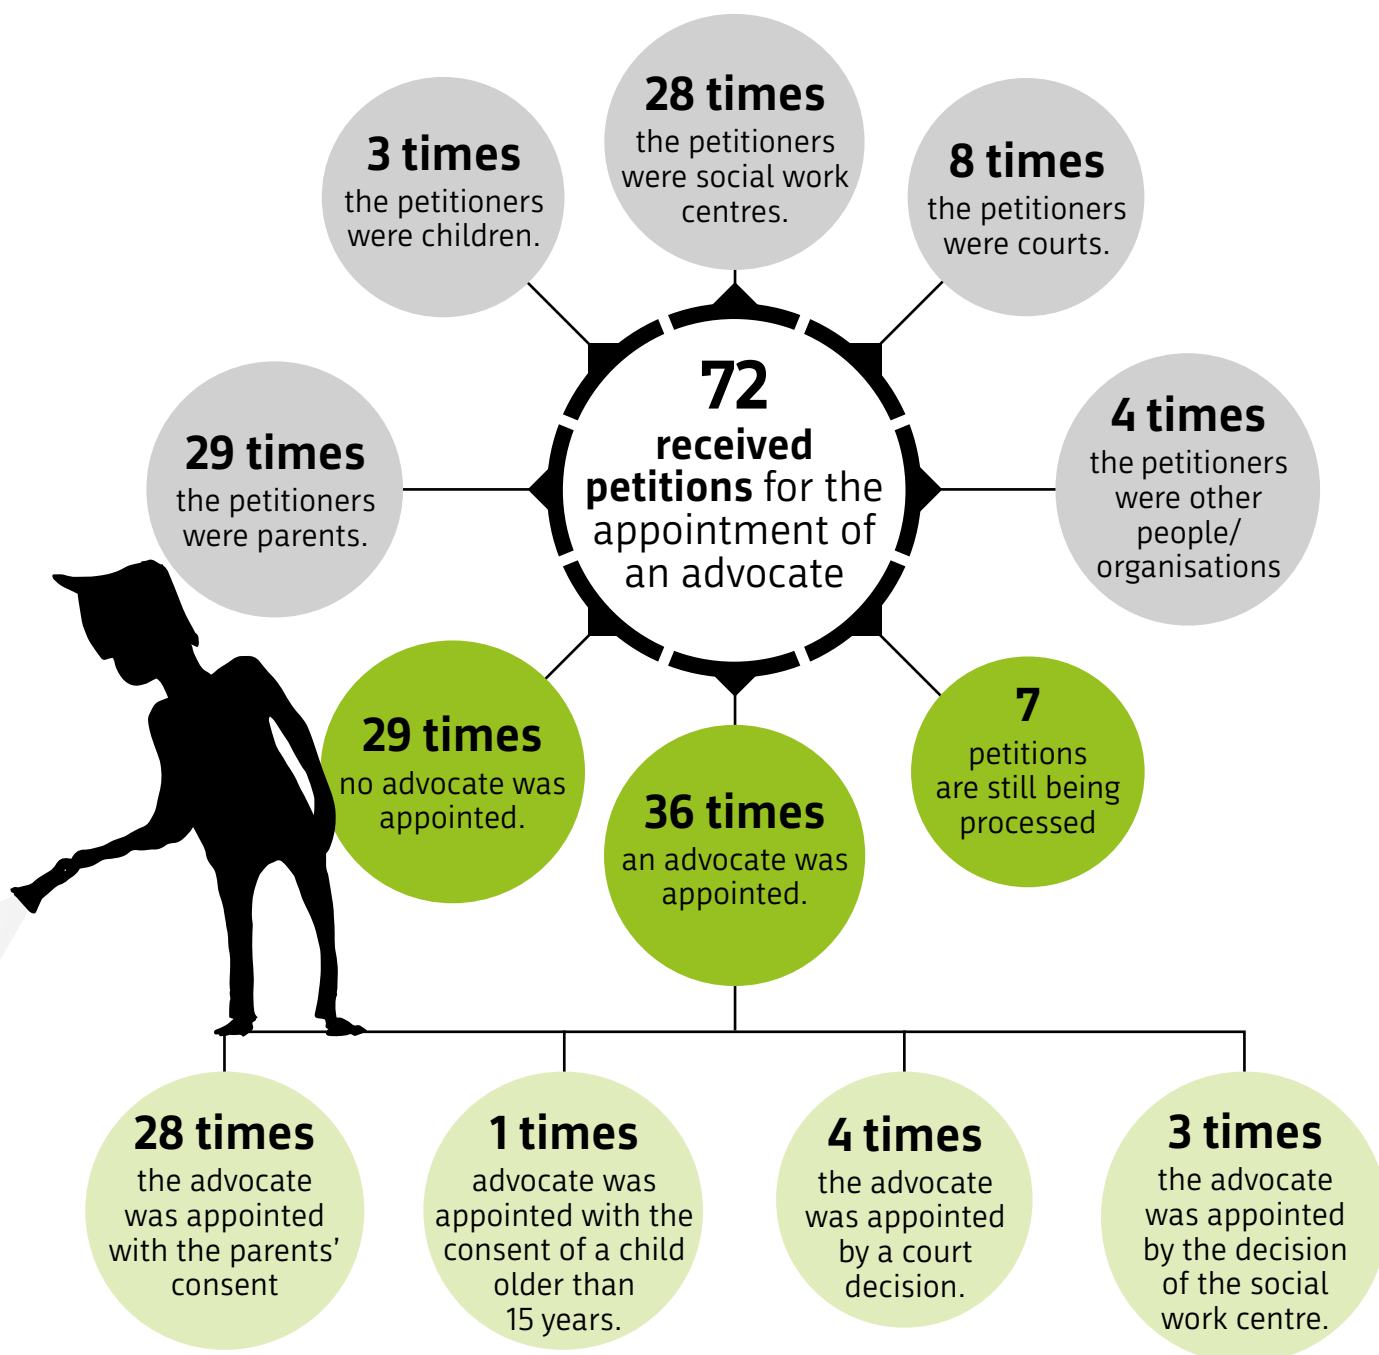 28 times
the petitioners
were social work
centres.
3 times
the petitioners
were children.
8 times
the petitioners
were courts.
29 times
the petitioners
were parents.
72
received
petitions for the
appointment of
an advocate
4 times
the petitioners
were other
people/
organisations
29 times
no advocate was
appointed.
36 times
an advocate was
appointed.
7
petitions
are still being
processed
28 times
the advocate
was appointed
with the parents’
consent
1 times
advocate was
appointed with the
consent of a child
older than
15 years.
4 times
the advocate
was appointed
by a court
decision.
3 times
the advocate
was appointed
by the decision
of the social
work centre.